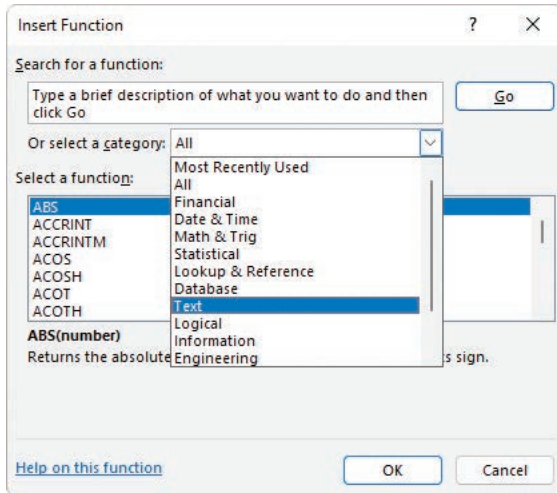 Insert Function ? X
Search for a function:
Type a brief description of what you want to do and then
click Go
Go
Or select a category: All
Most Recently Used
All
Financial
Date & Time
Math & Trig
Statistical
Lookup & Reference
Database
Text
Logical
Information
Engineering
Select a function:
ABS
ACCRINT
ACCRINTM
ACOS
ACOSH
ACOT
ACOTH
ABS(number)
Returns the absolute s sign.
Help on this function
OK Cancel